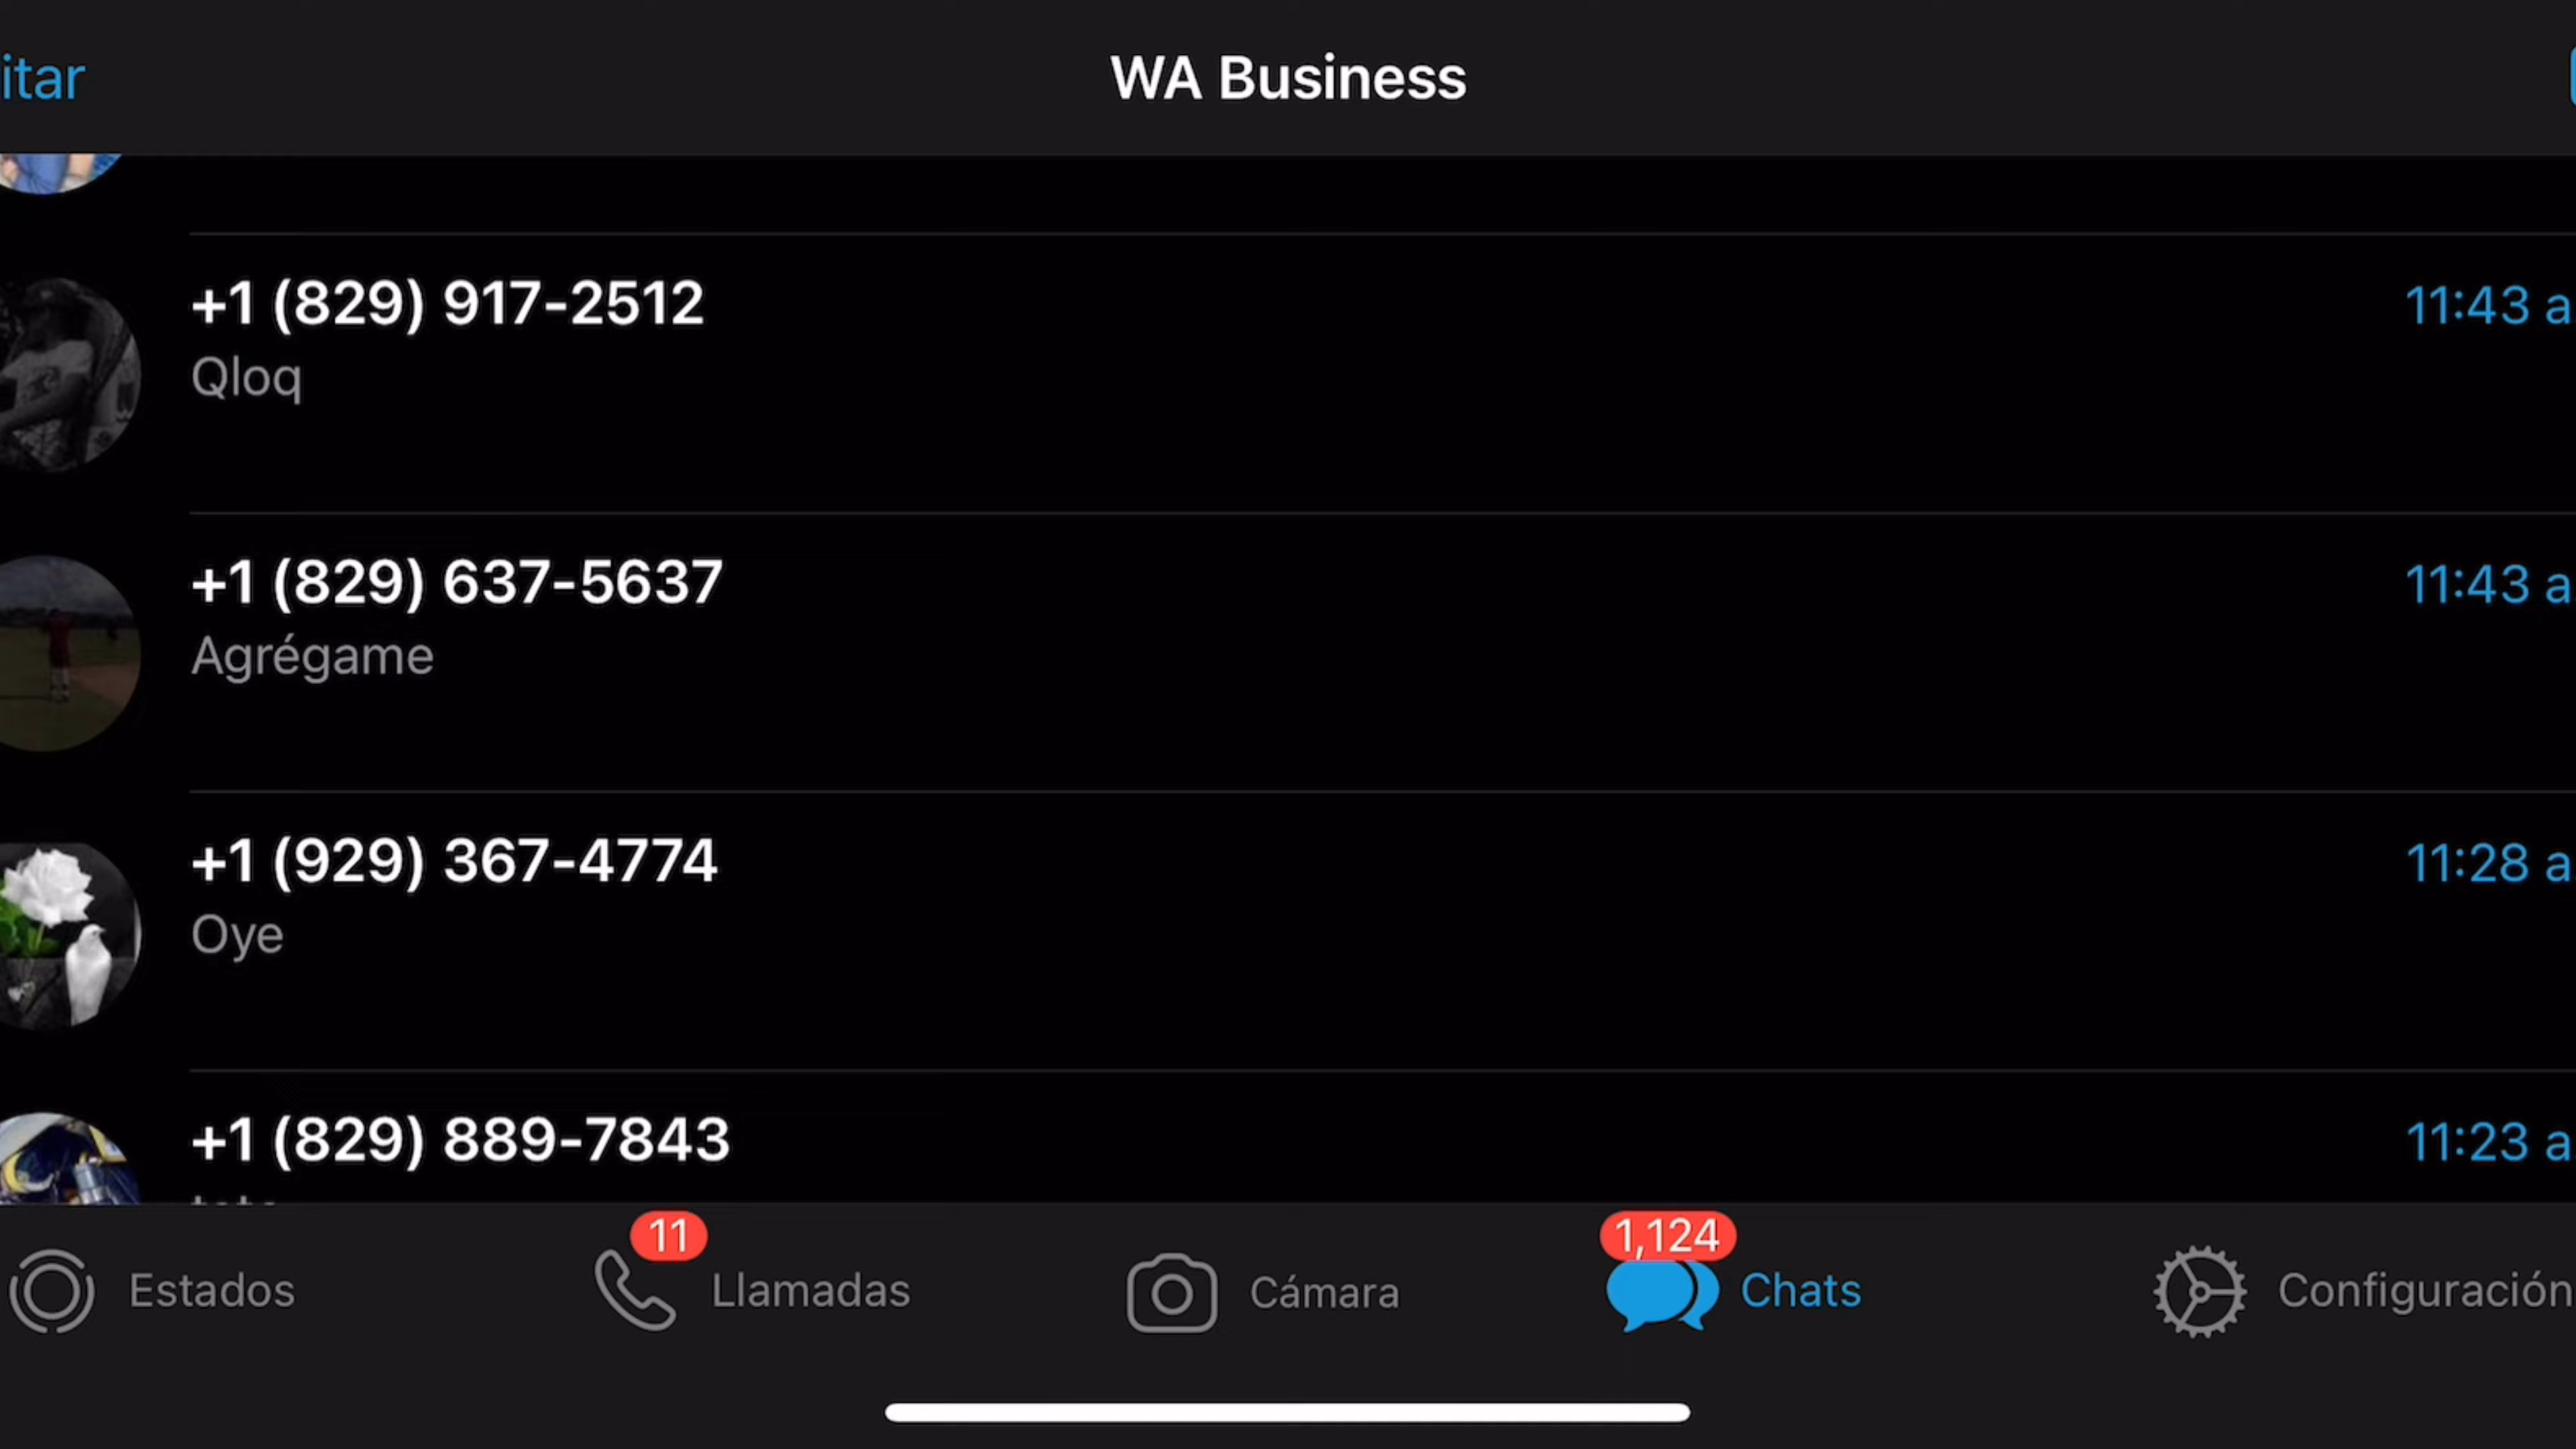 itar
WA Business
+1 (829) 917-2512
11:43 a
Qloq
+1 (829) 637-5637
11:43 a
Agrégame
+1 (929) 367-4774
11:28 a
Oye
+1 (829) 889-7843
11:23 a
11
1,124
Estados
Llamadas
Cámara
Chats
Configuración